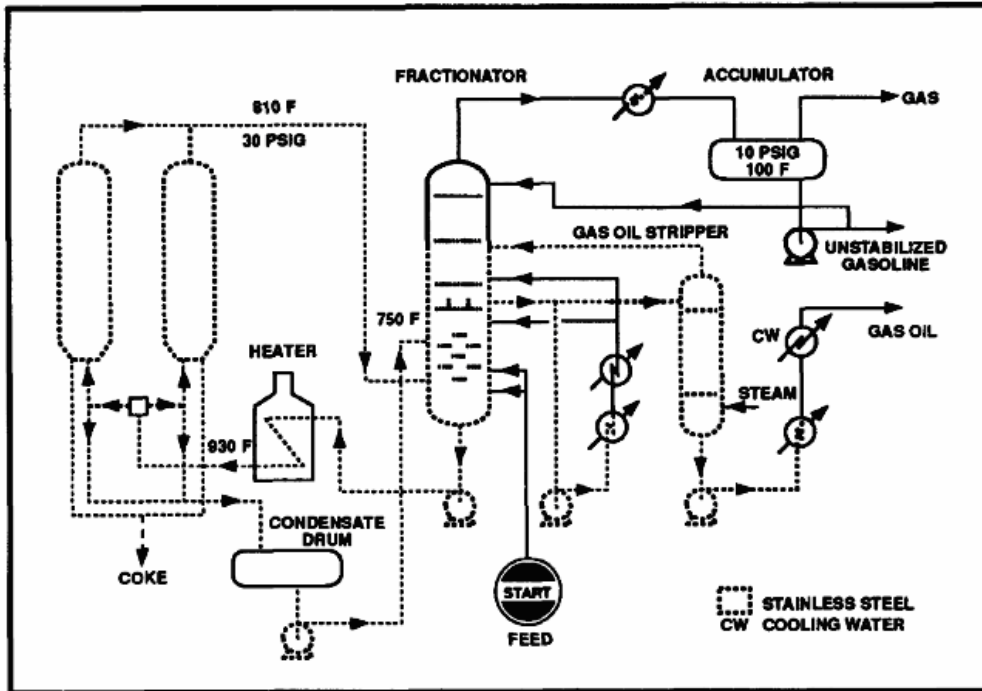 FRACTIONATOR
ACCUMULATOR
810 F
30 PSIG
GAS
10 PSIG
100 F
GAS OIL STRIPPER
UNSTABILIZED
GASOLINE
750 F
CW
GAS OIL
HEATER
STEAM
930 F
CONDENSATE
DRUM
COKE
START
FEED
STAINLESS STEEL
CW COOLING WATER